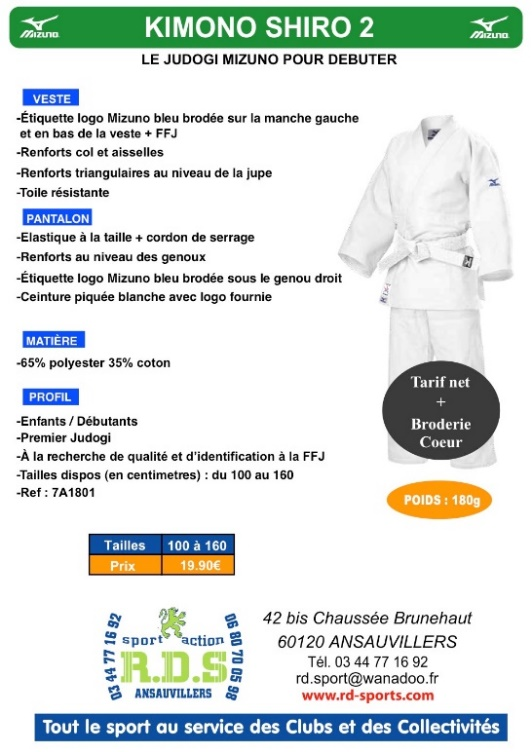 MIZUNO
KIMONO SHIRO 2
MIZUNO
LE JUDOGI MIZUNO POUR DEBUTER
VESTE
-Étiquette logo Mizuno bleu brodée sur la manche gauche
et en bas de la veste + FFJ
-Renforts col et aisselles
-Renforts triangulaires au niveau de la jupe
-Toile résistante
PANTALON
-Elastique à la taille + cordon de serrage
-Renforts au niveau des genoux
-Étiquette logo Mizuno bleu brodée sous le genou droit
-Ceinture piquée blanche avec logo fournie
MATIÈRE
-65% polyester 35% coton
PROFIL
-Enfants / Débutants
-Premier Judogi
-À la recherche de qualité et d'identification à la FFJ
-Tailles dispos (en centimetres) : du 100 au 160
-Ref : 7A1801
Tarif net
+
Broderie
Coeur
POIDS : 180g
Tailles 100 à 160
Prix 19.90€
03 44 77 16 92
sport action
R.D.S
ANSAUVILLERS
06 80 70 05 98
42 bis Chaussée Brunehaut
60120 ANSAUVILLERS
Tél. 03 44 77 16 92
rd.sport@wanadoo.fr
www.rd-sports.com
Tout le sport au service des Clubs et des Collectivités